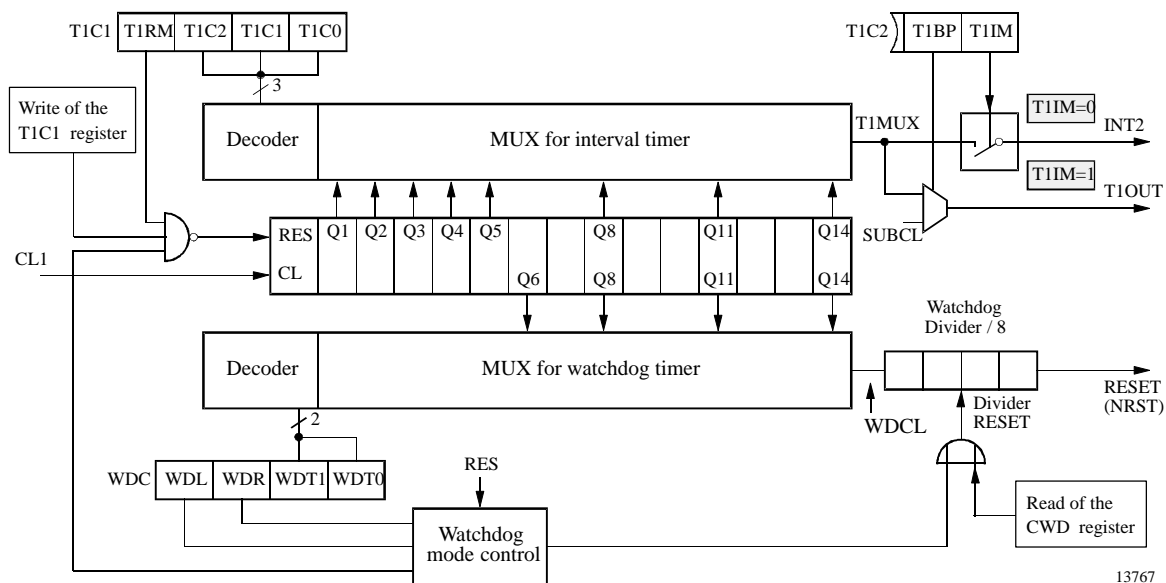 T1C1 T1RM T1C2 T1C1 T1C0
T1C2 T1BP T1IM
3
Write of the
T1C1 register
Decoder
MUX for interval timer
T1MUX
T1IM=0
INT2
T1IM=1
T1OUT
SUBCL
RES Q1 Q2 Q3 Q4 Q5 Q8 Q11 Q14
CL1
CL Q6 Q8 Q11 Q14
Decoder
MUX for watchdog timer
Watchdog
Divider / 8
RESET
(NRST)
2
WDCL
Divider
RESET
WDC WDL WDR WDT1 WDT0
RES
Watchdog
mode control
Read of the
CWD register
13767